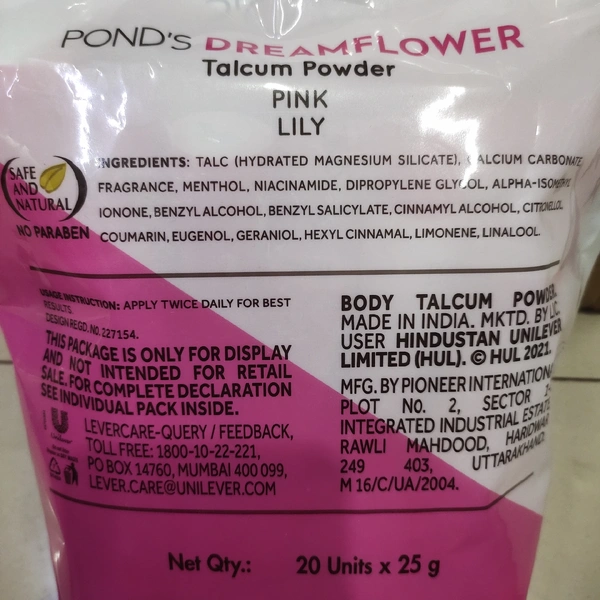 POND'S DREAMFLOWER
Talcum Powder
PINK
LILY
SAFE
AND
NATURAL
NO PARABEN
INGREDIENTS: TALC (HYDRATED MAGNESIUM SILICATE), CALCIUM CARBONATE,
FRAGRANCE, MENTHOL, NIACINAMIDE, DIPROPYLENE GLYCOL, ALPHA-ISOMETHYL
IONONE, BENZYL ALCOHOL, BENZYL SALICYLATE, CINNAMYL ALCOHOL, CITRONELLOL,
COUMARIN, EUGENOL, GERANIOL, HEXYL CINNAMAL, LIMONENE, LINALOOL.
USAGE INSTRUCTION: APPLY TWICE DAILY FOR BEST
RESULTS.
DESIGN REGD. NO. 227154.
THIS PACKAGE IS ONLY FOR DISPLAY
AND NOT INTENDED FOR RETAIL
SALE. FOR COMPLETE DECLARATION
SEE INDIVIDUAL PACK INSIDE.
Unilever
LEVERCARE-QUERY / FEEDBACK,
TOLL FREE: 1800-10-22-221,
PO BOX 14760, MUMBAI 400 099,
LEVER.CARE@UNILEVER.COM
BODY TALCUM POWDER.
MADE IN INDIA. MKTD. BY LIC.
USER HINDUSTAN UNILEVER
LIMITED (HUL). © HUL 2021.
MFG. BY PIONEER INTERNATIONAL
PLOT No. 2, SECTOR
INTEGRATED INDUSTRIAL ESTATE
RAWLI MAHDOOD, HARIDWAR
249 403, UTTARAKHAND.
M 16/C/UA/2004.
Net Qty.: 20 Units x 25 g